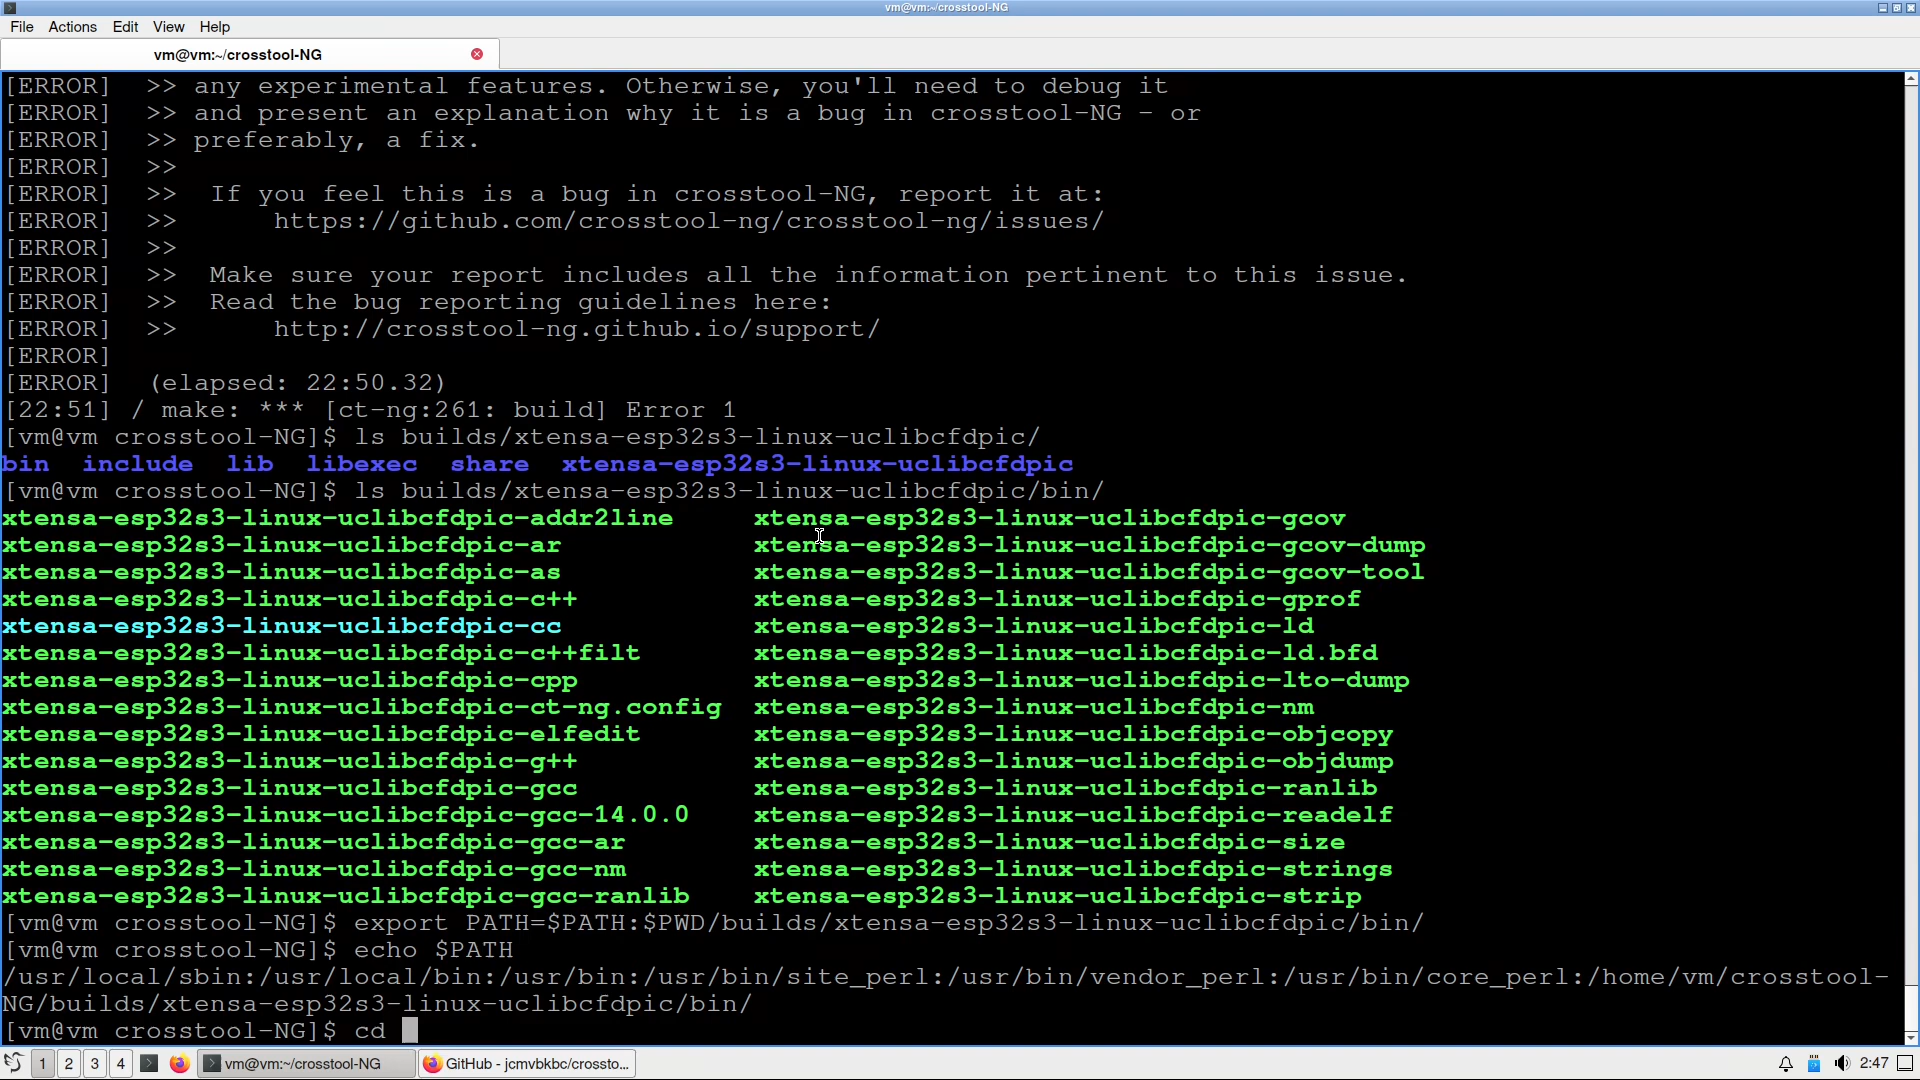 vm@vm:~/crosstool-NG
File Actions Edit View Help
vm@vm:~/crosstool-NG
[ERROR]  >> any experimental features. Otherwise, you'll need to debug it
[ERROR]  >> and present an explanation why it is a bug in crosstool-NG - or
[ERROR]  >> preferably, a fix.
[ERROR]  >>
[ERROR]  >>  If you feel this is a bug in crosstool-NG, report it at:
[ERROR]  >>      https://github.com/crosstool-ng/crosstool-ng/issues/
[ERROR]  >>
[ERROR]  >>  Make sure your report includes all the information pertinent to this issue.
[ERROR]  >>  Read the bug reporting guidelines here:
[ERROR]  >>      http://crosstool-ng.github.io/support/
[ERROR]
[ERROR]  (elapsed: 22:50.32)
[22:51] / make: *** [ct-ng:261: build] Error 1
[vm@vm crosstool-NG]$ ls builds/xtensa-esp32s3-linux-uclibcfdpic/
bin  include  lib  libexec  share  xtensa-esp32s3-linux-uclibcfdpic
[vm@vm crosstool-NG]$ ls builds/xtensa-esp32s3-linux-uclibcfdpic/bin/
xtensa-esp32s3-linux-uclibcfdpic-addr2line     xtensa-esp32s3-linux-uclibcfdpic-gcov
xtensa-esp32s3-linux-uclibcfdpic-ar            xtensa-esp32s3-linux-uclibcfdpic-gcov-dump
xtensa-esp32s3-linux-uclibcfdpic-as            xtensa-esp32s3-linux-uclibcfdpic-gcov-tool
xtensa-esp32s3-linux-uclibcfdpic-c++           xtensa-esp32s3-linux-uclibcfdpic-gprof
xtensa-esp32s3-linux-uclibcfdpic-cc            xtensa-esp32s3-linux-uclibcfdpic-ld
xtensa-esp32s3-linux-uclibcfdpic-c++filt       xtensa-esp32s3-linux-uclibcfdpic-ld.bfd
xtensa-esp32s3-linux-uclibcfdpic-cpp           xtensa-esp32s3-linux-uclibcfdpic-lto-dump
xtensa-esp32s3-linux-uclibcfdpic-ct-ng.config  xtensa-esp32s3-linux-uclibcfdpic-nm
xtensa-esp32s3-linux-uclibcfdpic-elfedit       xtensa-esp32s3-linux-uclibcfdpic-objcopy
xtensa-esp32s3-linux-uclibcfdpic-g++           xtensa-esp32s3-linux-uclibcfdpic-objdump
xtensa-esp32s3-linux-uclibcfdpic-gcc           xtensa-esp32s3-linux-uclibcfdpic-ranlib
xtensa-esp32s3-linux-uclibcfdpic-gcc-14.0.0    xtensa-esp32s3-linux-uclibcfdpic-readelf
xtensa-esp32s3-linux-uclibcfdpic-gcc-ar        xtensa-esp32s3-linux-uclibcfdpic-size
xtensa-esp32s3-linux-uclibcfdpic-gcc-nm        xtensa-esp32s3-linux-uclibcfdpic-strings
xtensa-esp32s3-linux-uclibcfdpic-gcc-ranlib    xtensa-esp32s3-linux-uclibcfdpic-strip
[vm@vm crosstool-NG]$ export PATH=$PATH:$PWD/builds/xtensa-esp32s3-linux-uclibcfdpic/bin/
[vm@vm crosstool-NG]$ echo $PATH
/usr/local/sbin:/usr/local/bin:/usr/bin:/usr/bin/site_perl:/usr/bin/vendor_perl:/usr/bin/core_perl:/home/vm/crosstool-
NG/builds/xtensa-esp32s3-linux-uclibcfdpic/bin/
[vm@vm crosstool-NG]$ cd
1 2 3 4 vm@vm:~/crosstool-NG GitHub - jcmvbkbc/crossto... 2:47